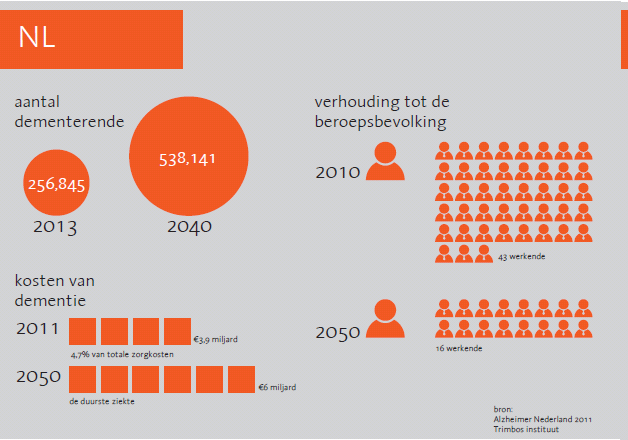 NL
aantal
dementerende
256,845
2013
538,141
2040
kosten van
dementie
2011
€3,9 miljard
4,7% van totale zorgkosten
2050
€6 miljard
de duurste ziekte
verhouding tot de
beroepsbevolking
2010
43 werkende
2050
16 werkende
bron:
Alzheimer Nederland 2011
Trimbos instituut